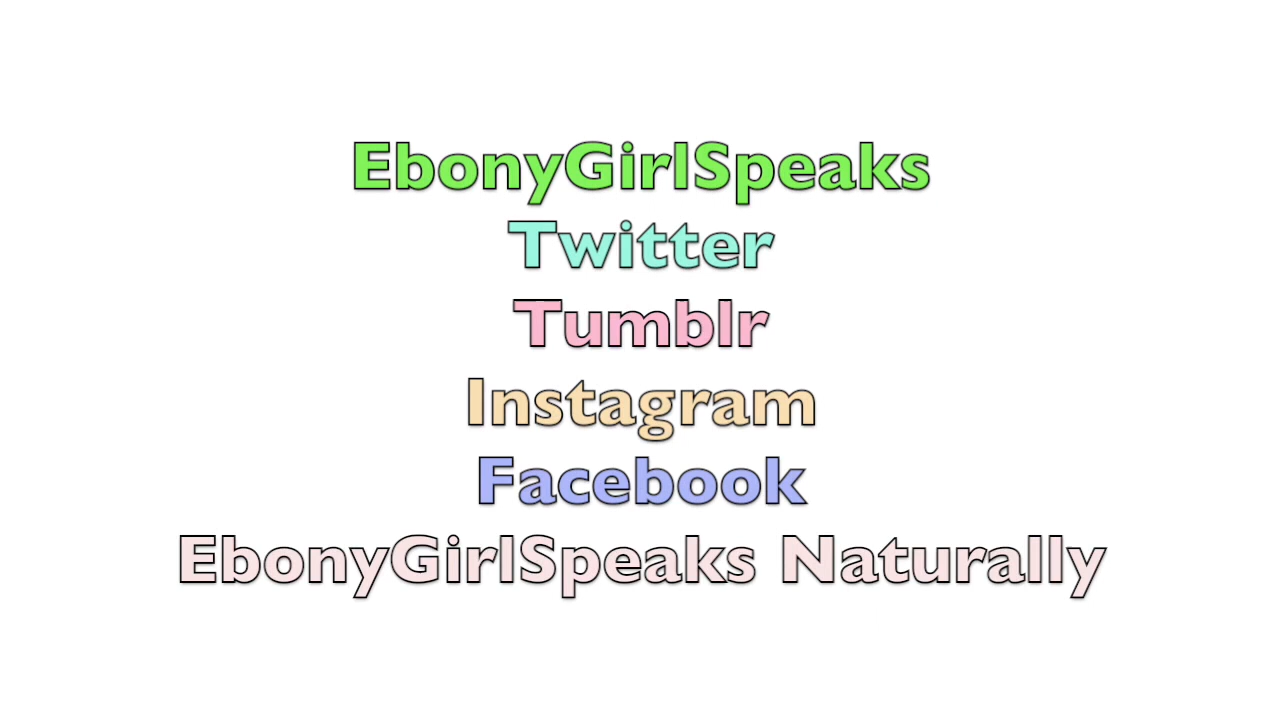 EbonyGirlSpeaks
Twitter
Tumblr
Instagram
Facebook
EbonyGirlSpeaks Naturally